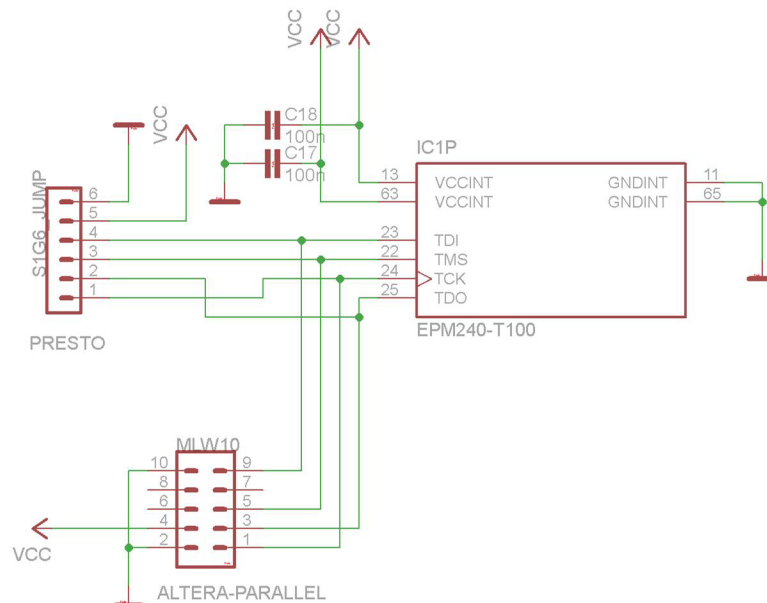 VCC
VCC
VCC
C18
100n
C17
100n
IC1P
S1G6_JUMP
6
5
4
3
2
1
PRESTO
13 VCCINT GNDINT 11
63 VCCINT GNDINT 65
23 TDI
22 TMS
24 TCK
25 TDO
EPM240-T100
MLW10
10 9
8 7
6 5
4 3
2 1
VCC
ALTERA-PARALLEL